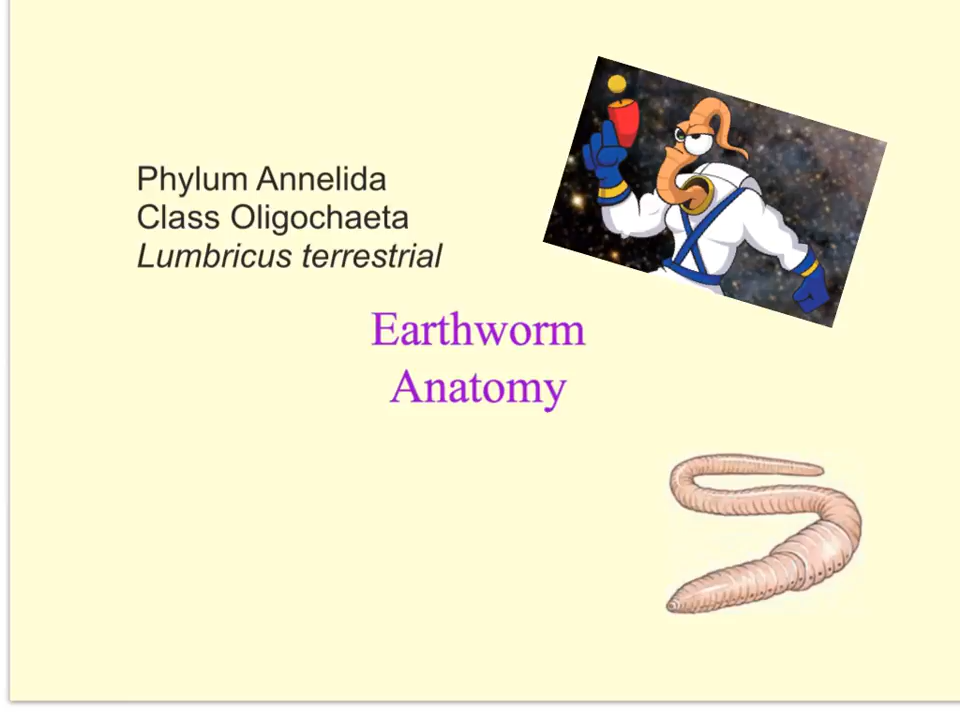 Phylum Annelida
Class Oligochaeta
Lumbricus terrestrial
Earthworm
Anatomy